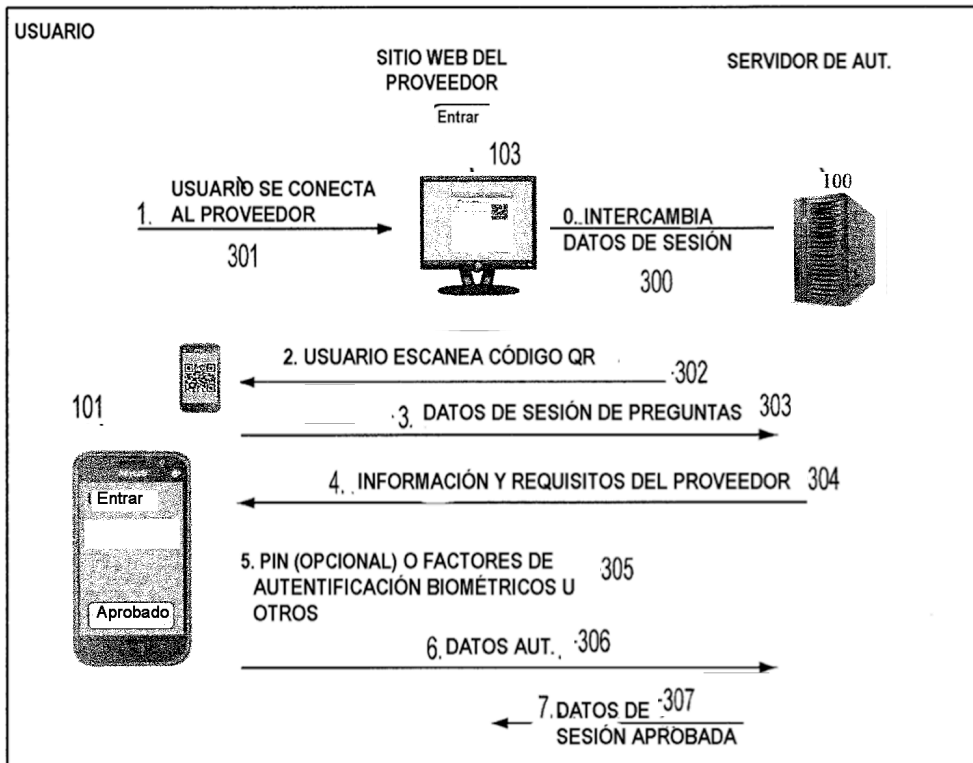 USUARIO
SITIO WEB DEL
PROVEEDOR
Entrar
SERVIDOR DE AUT.
103
100
1. USUARIO SE CONECTA
AL PROVEEDOR
301
0. INTERCAMBIA
DATOS DE SESIÓN
300
2. USUARIO ESCANEA CÓDIGO QR
302
101
3. DATOS DE SESIÓN DE PREGUNTAS 303
4. INFORMACIÓN Y REQUISITOS DEL PROVEEDOR 304
Entrar
Aprobado
5. PIN (OPCIONAL) O FACTORES DE
AUTENTIFICACIÓN BIOMÉTRICOS U
OTROS
305
6. DATOS AUT. 306
7. DATOS DE 307
SESIÓN APROBADA